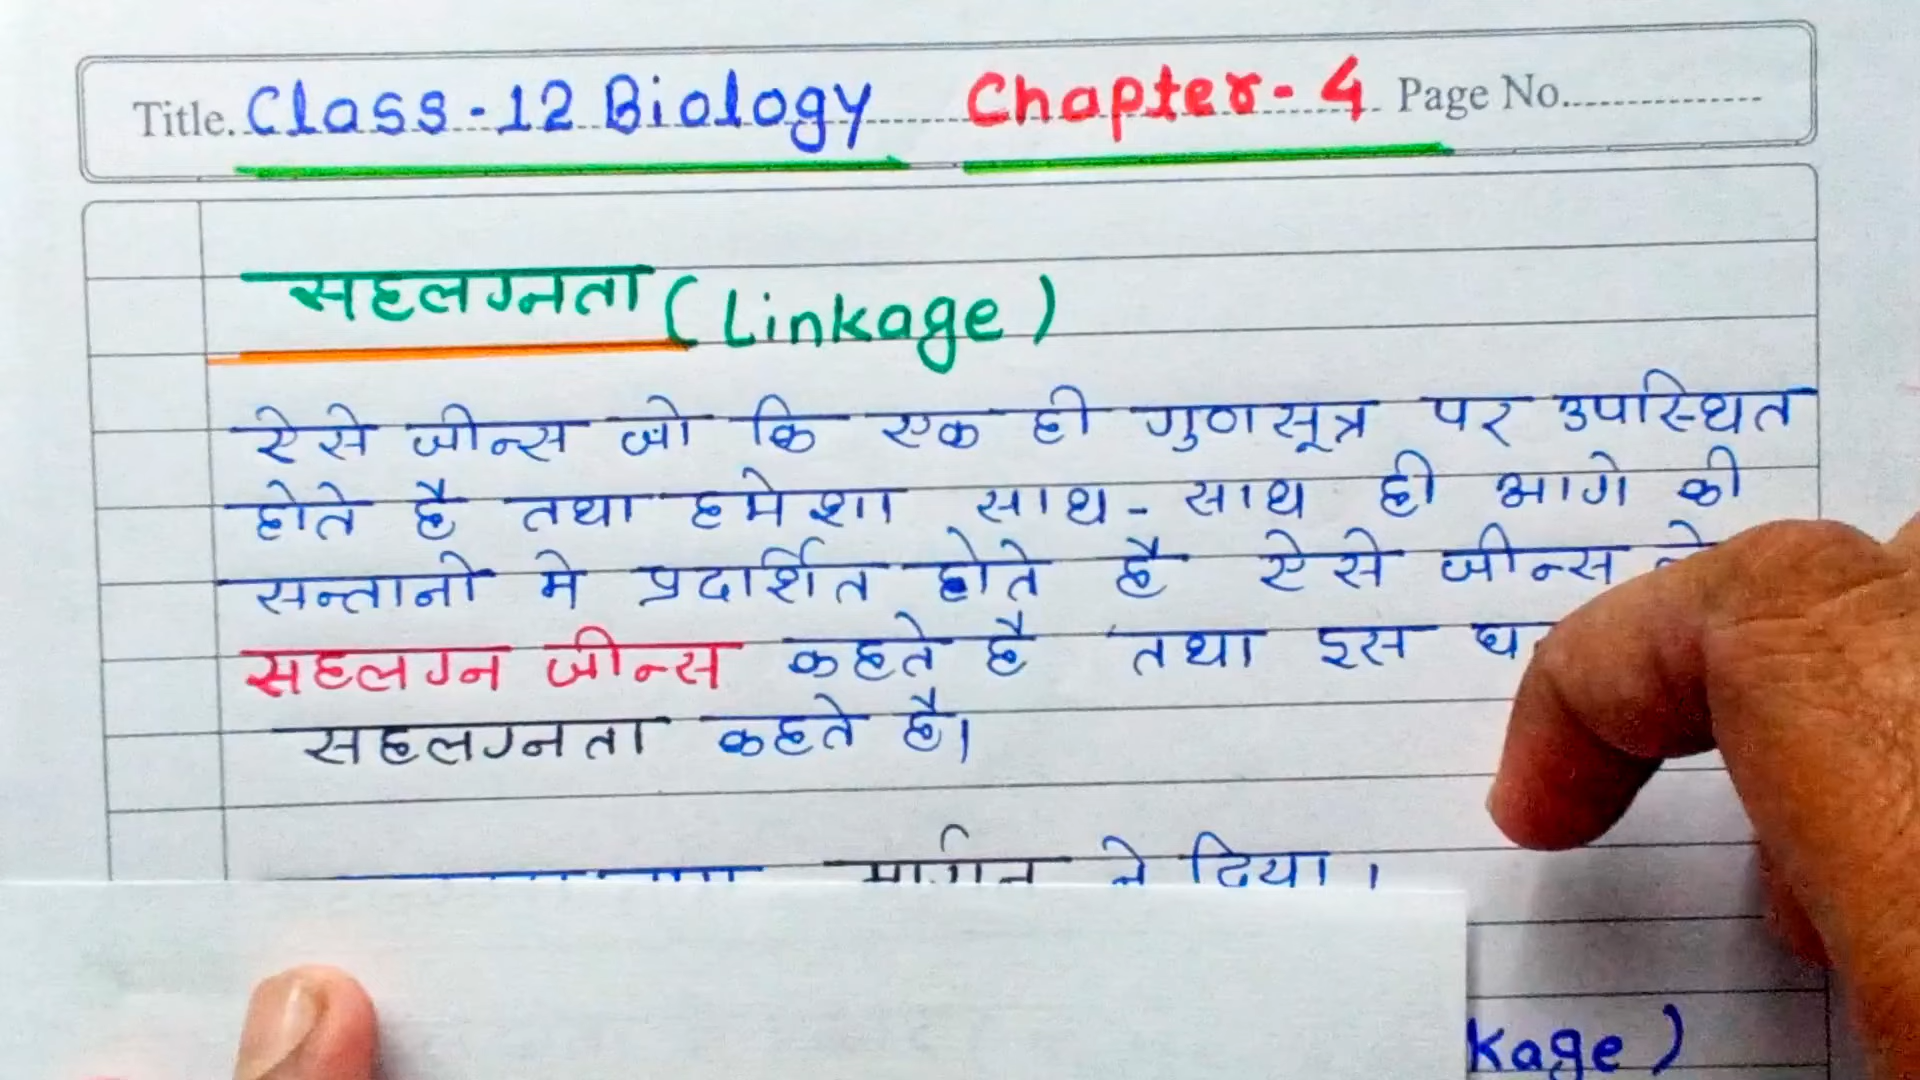 Title. Class-12 Biology Chapter-4 Page No.
सहलग्नता (Linkage)
ऐसे जीन्स जो कि एक ही गुणसूत्र पर उपस्थित
होते है तथा हमेशा साथ-साथ ही आगे की
सन्तानो मे प्रदर्शित होते है ऐसे जीन्स
सहलग्न जीन्स कहते है तथा इस
सहलग्नता कहते है।
मार्गन ने दिया।
kage)